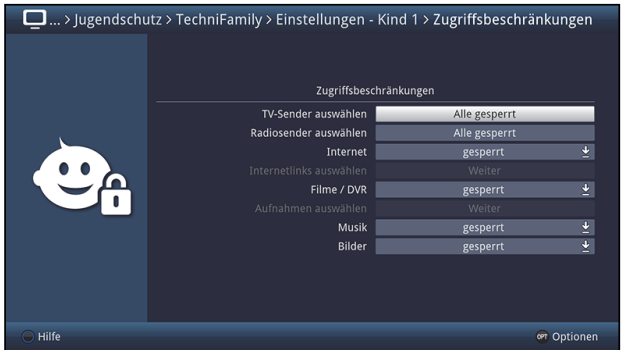 ... > Jugendschutz > TechniFamily > Einstellungen - Kind 1 > Zugriffsbeschränkungen
Zugriffsbeschränkungen
TV-Sender auswählen Alle gesperrt
Radiosender auswählen Alle gesperrt
Internet gesperrt
Internetlinks auswählen Weiter
Filme / DVR gesperrt
Aufnahmen auswählen Weiter
Musik gesperrt
Bilder gesperrt
Hilfe OPT Optionen